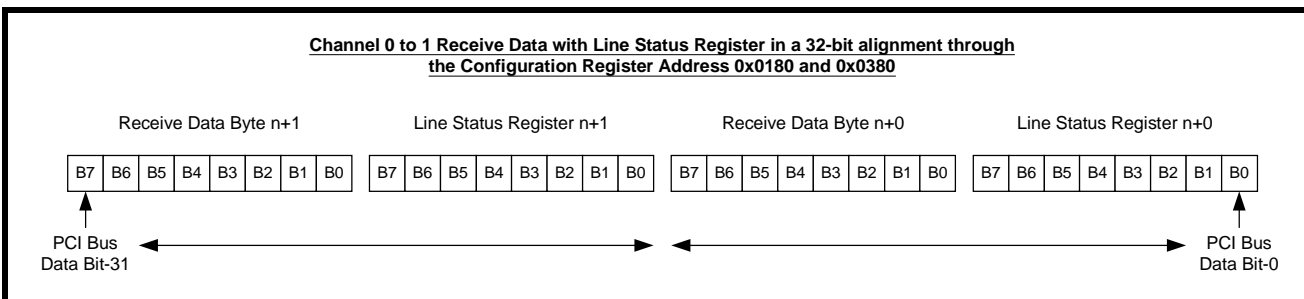 Channel 0 to 1 Receive Data with Line Status Register in a 32-bit alignment through
the Configuration Register Address 0x0180 and 0x0380
Receive Data Byte n+1 Line Status Register n+1 Receive Data Byte n+0 Line Status Register n+0
B7 B6 B5 B4 B3 B2 B1 B0 B7 B6 B5 B4 B3 B2 B1 B0 B7 B6 B5 B4 B3 B2 B1 B0 B7 B6 B5 B4 B3 B2 B1 B0
PCI Bus PCI Bus
Data Bit-31 Data Bit-0